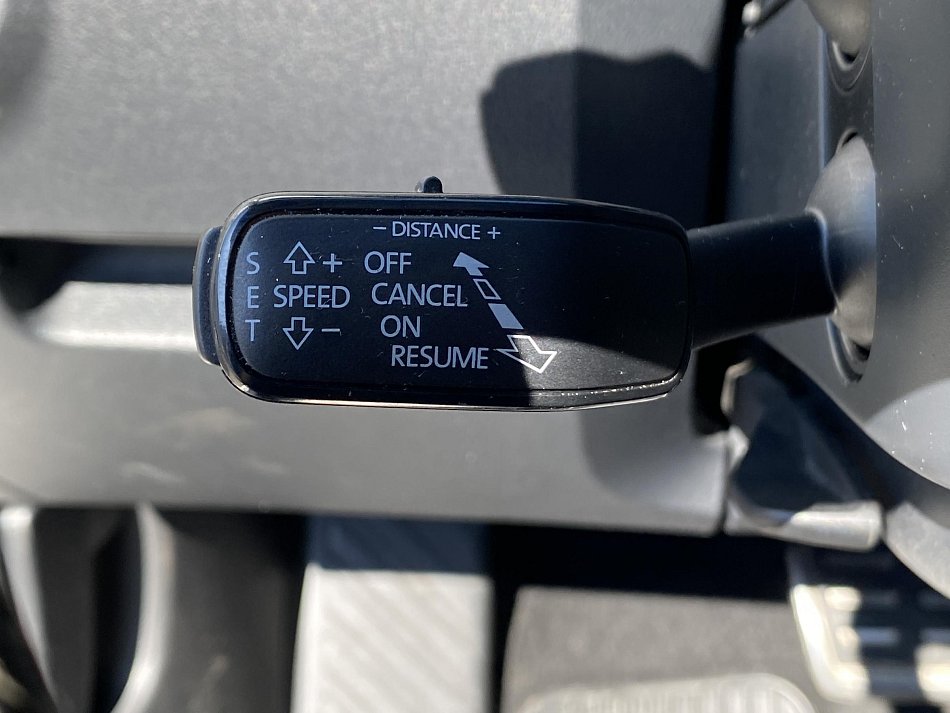 − DISTANCE +
S + OFF
E SPEED CANCEL
T − ON
RESUME